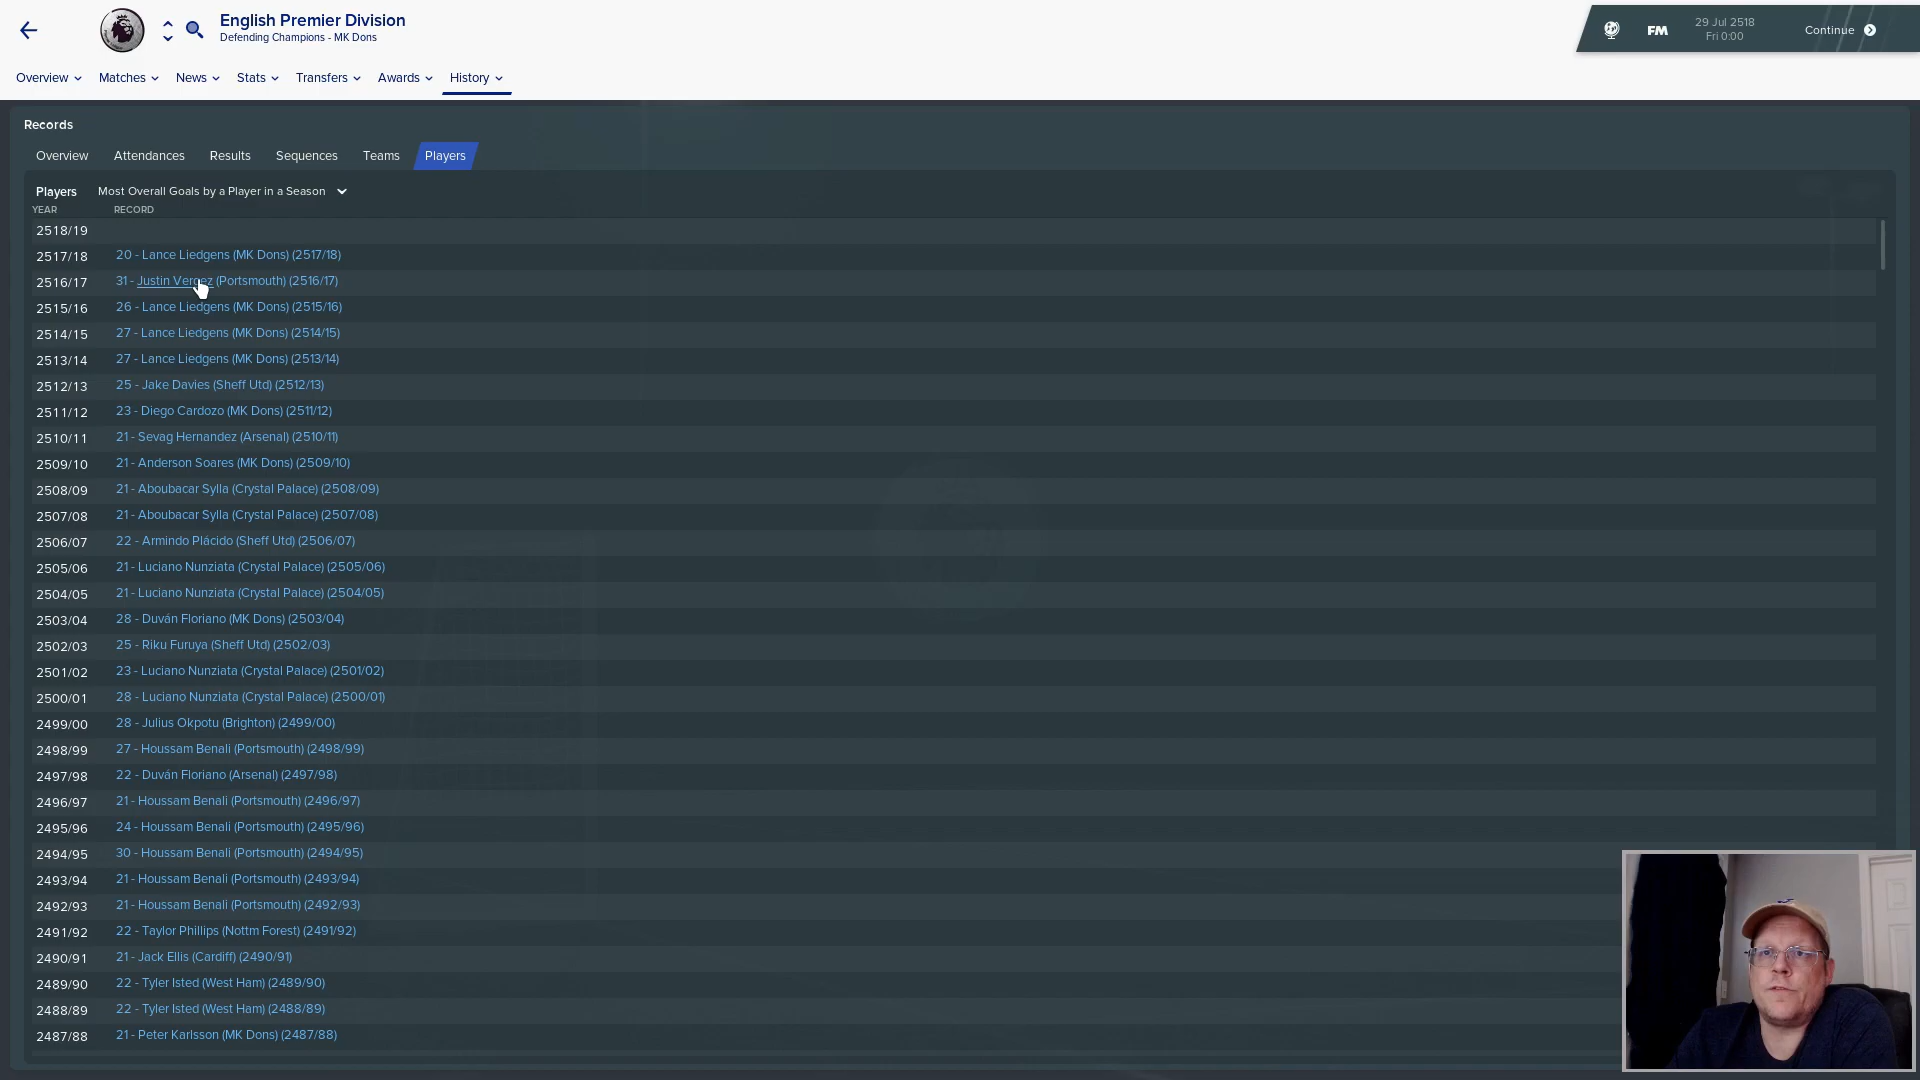 English Premier Division
Defending Champions - MK Dons
FM
29 Jul 2518
Fri 0:00
Continue
Overview
Matches
News
Stats
Transfers
Awards
History
Records
Overview
Attendances
Results
Sequences
Teams
Players
Players
Most Overall Goals by a Player in a Season
YEAR RECORD
2518/19
2517/18 20 - Lance Liedgens (MK Dons) (2517/18)
2516/17 31 - Justin Vergez (Portsmouth) (2516/17)
2515/16 26 - Lance Liedgens (MK Dons) (2515/16)
2514/15 27 - Lance Liedgens (MK Dons) (2514/15)
2513/14 27 - Lance Liedgens (MK Dons) (2513/14)
2512/13 25 - Jake Davies (Sheff Utd) (2512/13)
2511/12 23 - Diego Cardozo (MK Dons) (2511/12)
2510/11 21 - Sevag Hernandez (Arsenal) (2510/11)
2509/10 21 - Anderson Soares (MK Dons) (2509/10)
2508/09 21 - Aboubacar Sylla (Crystal Palace) (2508/09)
2507/08 21 - Aboubacar Sylla (Crystal Palace) (2507/08)
2506/07 22 - Armindo Plácido (Sheff Utd) (2506/07)
2505/06 21 - Luciano Nunziata (Crystal Palace) (2505/06)
2504/05 21 - Luciano Nunziata (Crystal Palace) (2504/05)
2503/04 28 - Duván Floriano (MK Dons) (2503/04)
2502/03 25 - Riku Furuya (Sheff Utd) (2502/03)
2501/02 23 - Luciano Nunziata (Crystal Palace) (2501/02)
2500/01 28 - Luciano Nunziata (Crystal Palace) (2500/01)
2499/00 28 - Julius Okpotu (Brighton) (2499/00)
2498/99 27 - Houssam Benali (Portsmouth) (2498/99)
2497/98 22 - Duván Floriano (Arsenal) (2497/98)
2496/97 21 - Houssam Benali (Portsmouth) (2496/97)
2495/96 24 - Houssam Benali (Portsmouth) (2495/96)
2494/95 30 - Houssam Benali (Portsmouth) (2494/95)
2493/94 21 - Houssam Benali (Portsmouth) (2493/94)
2492/93 21 - Houssam Benali (Portsmouth) (2492/93)
2491/92 22 - Taylor Phillips (Nottm Forest) (2491/92)
2490/91 21 - Jack Ellis (Cardiff) (2490/91)
2489/90 22 - Tyler Isted (West Ham) (2489/90)
2488/89 22 - Tyler Isted (West Ham) (2488/89)
2487/88 21 - Peter Karlsson (MK Dons) (2487/88)